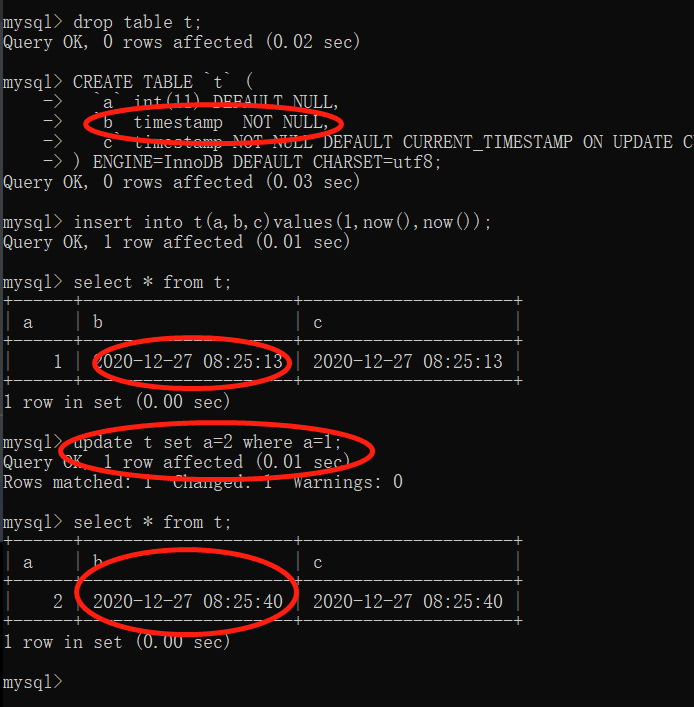 mysql> drop table t;
Query OK, 0 rows affected (0.02 sec)
mysql> CREATE TABLE `t` (
-> `a` int(11) DEFAULT NULL,
-> `b` timestamp  NOT NULL,
-> `c` timestamp NOT NULL DEFAULT CURRENT_TIMESTAMP ON UPDATE
-> ) ENGINE=InnoDB DEFAULT CHARSET=utf8;
Query OK, 0 rows affected (0.03 sec)
mysql> insert into t(a,b,c)values(1,now(),now());
Query OK, 1 row affected (0.01 sec)
mysql> select * from t;
+------+---------------------+---------------------+
| a    | b                   | c                   |
+------+---------------------+---------------------+
|    1 | 2020-12-27 08:25:13 | 2020-12-27 08:25:13 |
+------+---------------------+---------------------+
1 row in set (0.00 sec)
mysql> update t set a=2 where a=1;
Query OK, 1 row affected (0.01 sec)
Rows matched: 1  Changed: 1  Warnings: 0
mysql> select * from t;
+------+---------------------+---------------------+
| a    | b                   | c                   |
+------+---------------------+---------------------+
|    2 | 2020-12-27 08:25:40 | 2020-12-27 08:25:40 |
+------+---------------------+---------------------+
1 row in set (0.00 sec)
mysql>